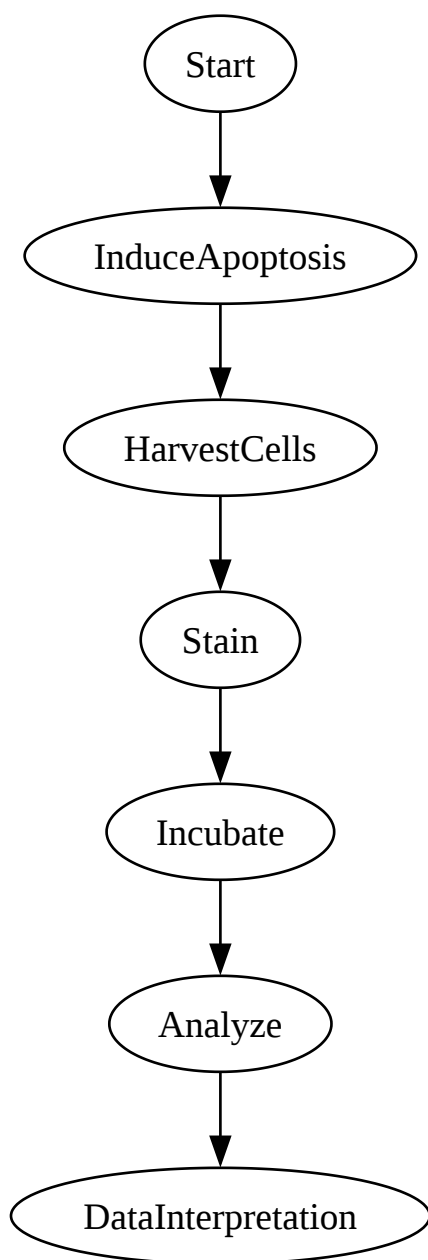 Start
InduceApoptosis
HarvestCells
Stain
Incubate
Analyze
DataInterpretation